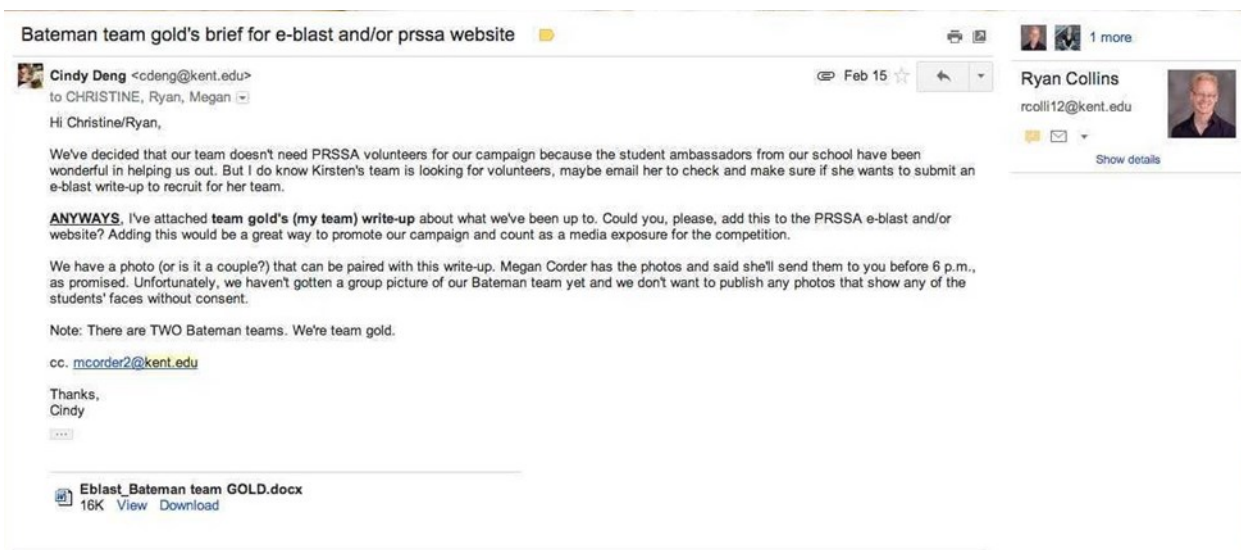 Bateman team gold's brief for e-blast and/or prssa website
1 more
Cindy Deng <cdeng@kent.edu>
Feb 15
to CHRISTINE, Ryan, Megan
Ryan Collins
rcolli12@kent.edu
Show details
Hi Christine/Ryan,
We've decided that our team doesn't need PRSSA volunteers for our campaign because the student ambassadors from our school have been
wonderful in helping us out. But I do know Kirsten's team is looking for volunteers, maybe email her to check and make sure if she wants to submit an
e-blast write-up to recruit for her team.
ANYWAYS, I've attached team gold's (my team) write-up about what we've been up to. Could you, please, add this to the PRSSA e-blast and/or
website? Adding this would be a great way to promote our campaign and count as a media exposure for the competition.
We have a photo (or is it a couple?) that can be paired with this write-up. Megan Corder has the photos and said she'll send them to you before 6 p.m.,
as promised. Unfortunately, we haven't gotten a group picture of our Bateman team yet and we don't want to publish any photos that show any of the
students' faces without consent.
Note: There are TWO Bateman teams. We're team gold.
cc. mcorder2@kent.edu
Thanks,
Cindy
Eblast_Bateman team GOLD.docx
16K View Download